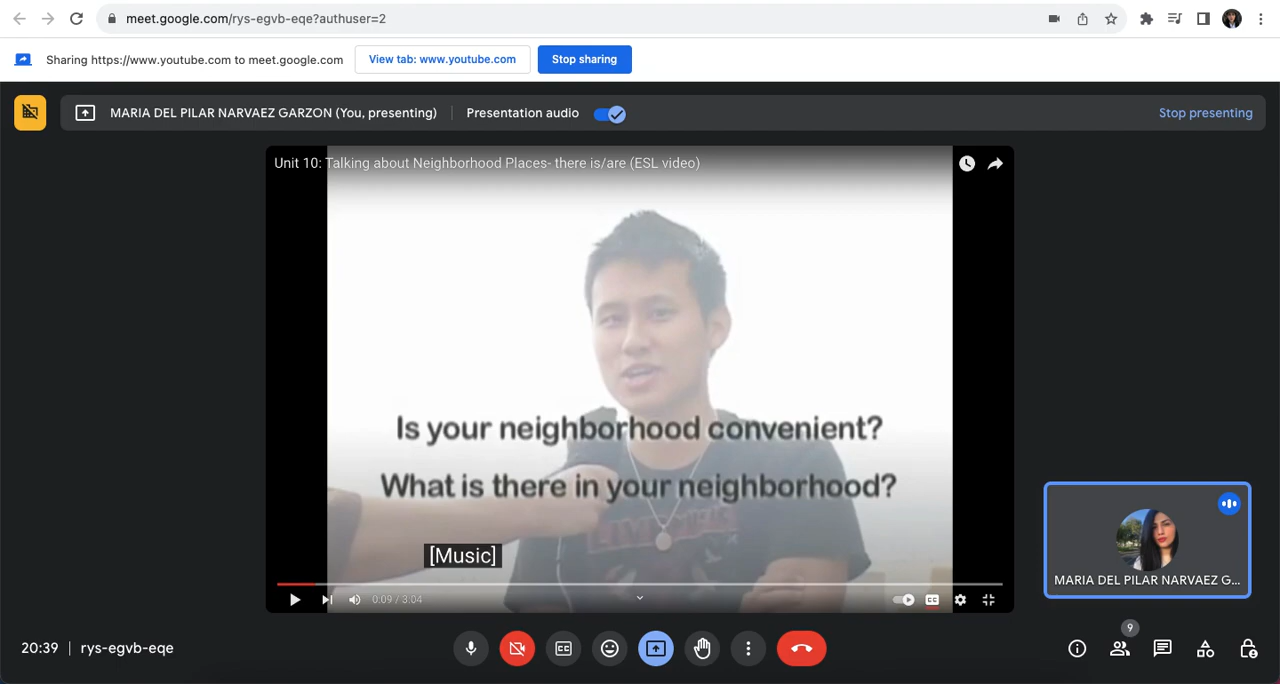 meet.google.com/rys-egvb-eqe?authuser=2
Sharing https://www.youtube.com to meet.google.com
View tab: www.youtube.com
Stop sharing
MARIA DEL PILAR NARVAEZ GARZON (You, presenting)
Presentation audio
Stop presenting
Unit 10: Talking about Neighborhood Places- there is/are (ESL video)
Is your neighborhood convenient?
What is there in your neighborhood?
[Music]
0:09 / 3:04
CC
MARIA DEL PILAR NARVAEZ G...
20:39 | rys-egvb-eqe
CC
9